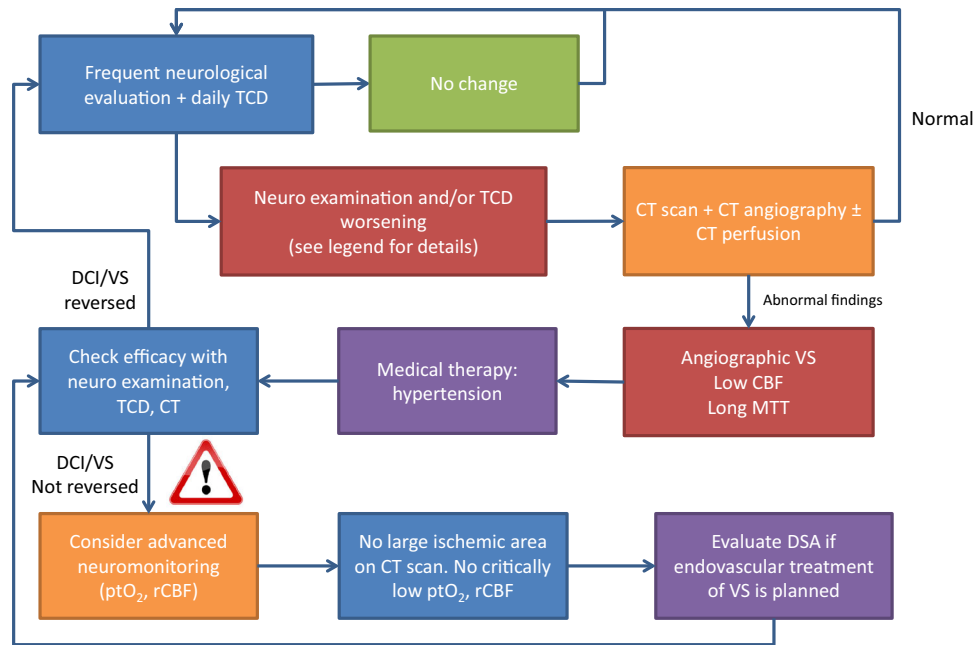 Frequent neurological
evaluation + daily TCD
No change
Normal
Neuro examination and/or TCD
worsening
(see legend for details)
CT scan + CT angiography ±
CT perfusion
DCI/VS
reversed
Abnormal findings
Check efficacy with
neuro examination,
TCD, CT
Medical therapy:
hypertension
Angiographic VS
Low CBF
Long MTT
DCI/VS
Not reversed
!
Consider advanced
neuromonitoring
(ptO₂, rCBF)
No large ischemic area
on CT scan. No critically
low ptO₂, rCBF
Evaluate DSA if
endovascular treatment
of VS is planned